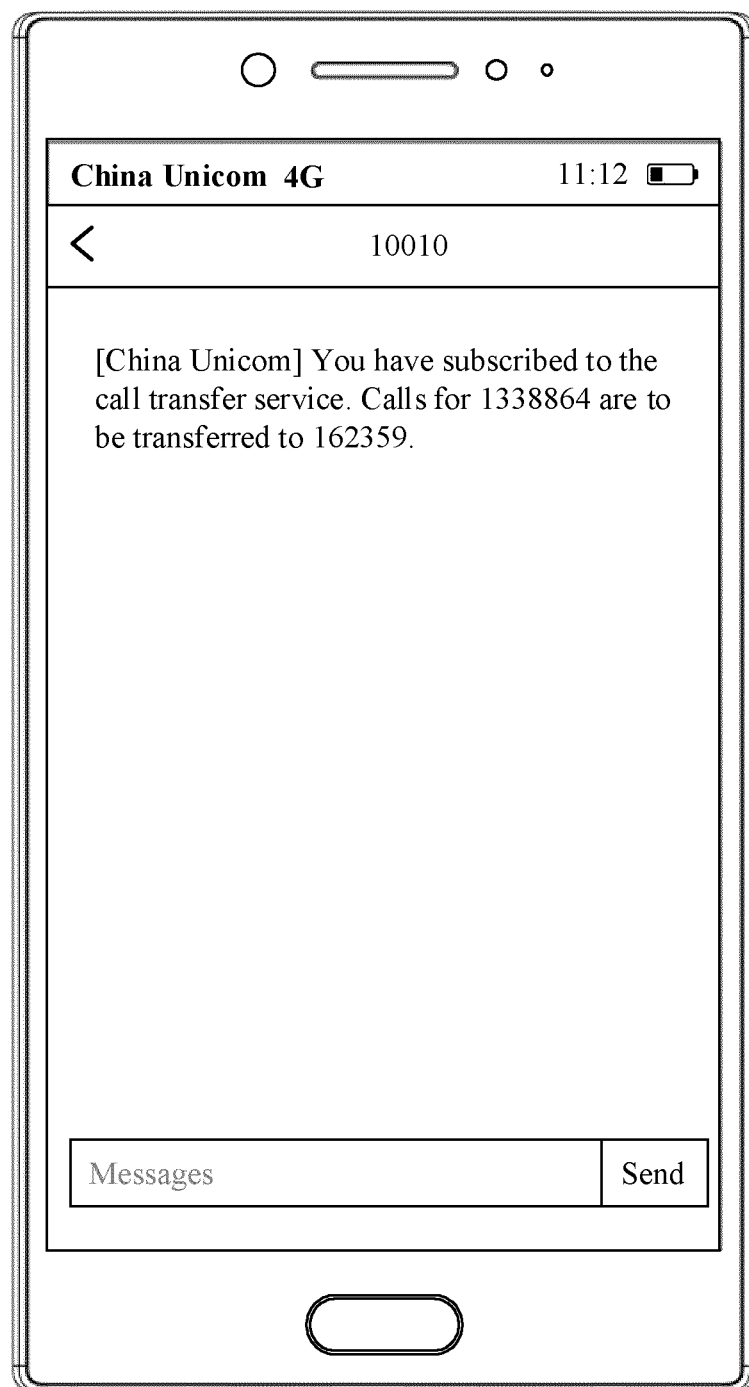 China Unicom 4G 11:12
10010
[China Unicom] You have subscribed to the
call transfer service. Calls for 1338864 are to
be transferred to 162359.
Messages Send